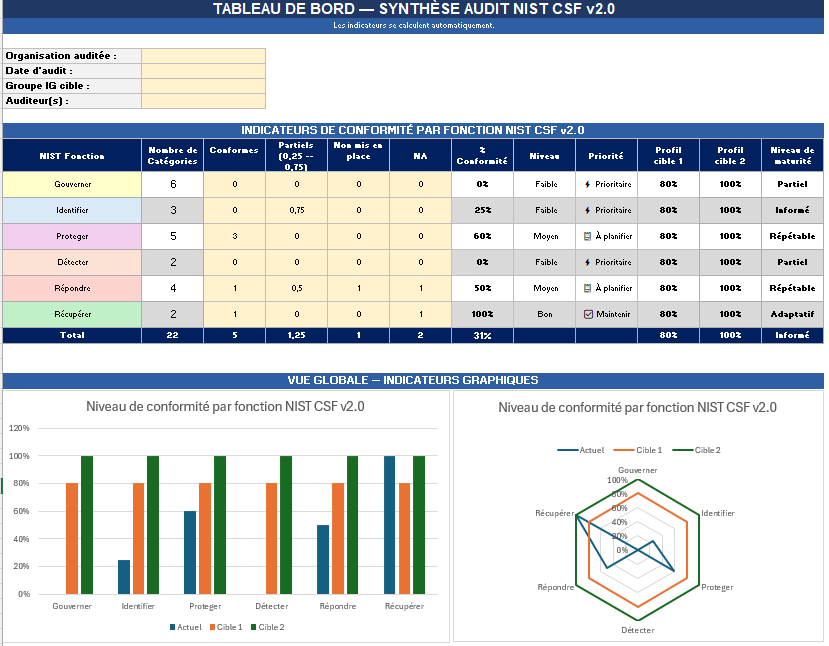 TABLEAU DE BORD — SYNTHÈSE AUDIT NIST CSF v2.0
Les indicateurs se calculent automatiquement.
Organisation auditée :
Date d'audit :
Groupe IG cible :
Auditeur(s) :
INDICATEURS DE CONFORMITÉ PAR FONCTION NIST CSF v2.0
NIST Fonction Nombre de Catégories Conformes Partiels (0,25 -- 0,75) Non mis en place NA % Conformité Niveau Priorité Profil cible 1 Profil cible 2 Niveau de maturité
Gouverner 6 0 0 0 0 0% Faible ⚡ Prioritaire 80% 100% Partiel
Identifier 3 0 0,75 0 0 25% Faible ⚡ Prioritaire 80% 100% Informé
Proteger 5 3 0 0 0 60% Moyen 📋 À planifier 80% 100% Répétable
Détecter 2 0 0 0 0 0% Faible ⚡ Prioritaire 80% 100% Partiel
Répondre 4 1 0,5 1 1 50% Moyen 📋 À planifier 80% 100% Répétable
Récupérer 2 1 0 0 1 100% Bon ☑ Maintenir 80% 100% Adaptatif
Total 22 5 1,25 1 2 31% 80% 100% Informé
VUE GLOBALE — INDICATEURS GRAPHIQUES
Niveau de conformité par fonction NIST CSF v2.0
120%
100%
80%
60%
40%
20%
0%
Gouverner Identifier Proteger Détecter Répondre Récupérer
Actuel Cible 1 Cible 2
Niveau de conformité par fonction NIST CSF v2.0
Actuel Cible 1 Cible 2
Gouverner
100%
80%
60%
40%
20%
0%
Récupérer Identifier
Répondre Proteger
Détecter